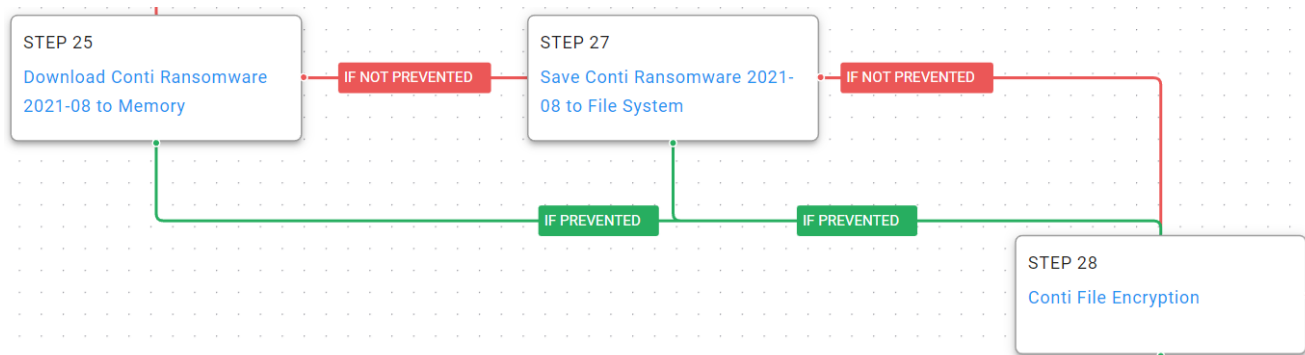 STEP 25
Download Conti Ransomware
2021-08 to Memory
IF NOT PREVENTED
STEP 27
Save Conti Ransomware 2021-
08 to File System
IF NOT PREVENTED
IF PREVENTED
IF PREVENTED
STEP 28
Conti File Encryption